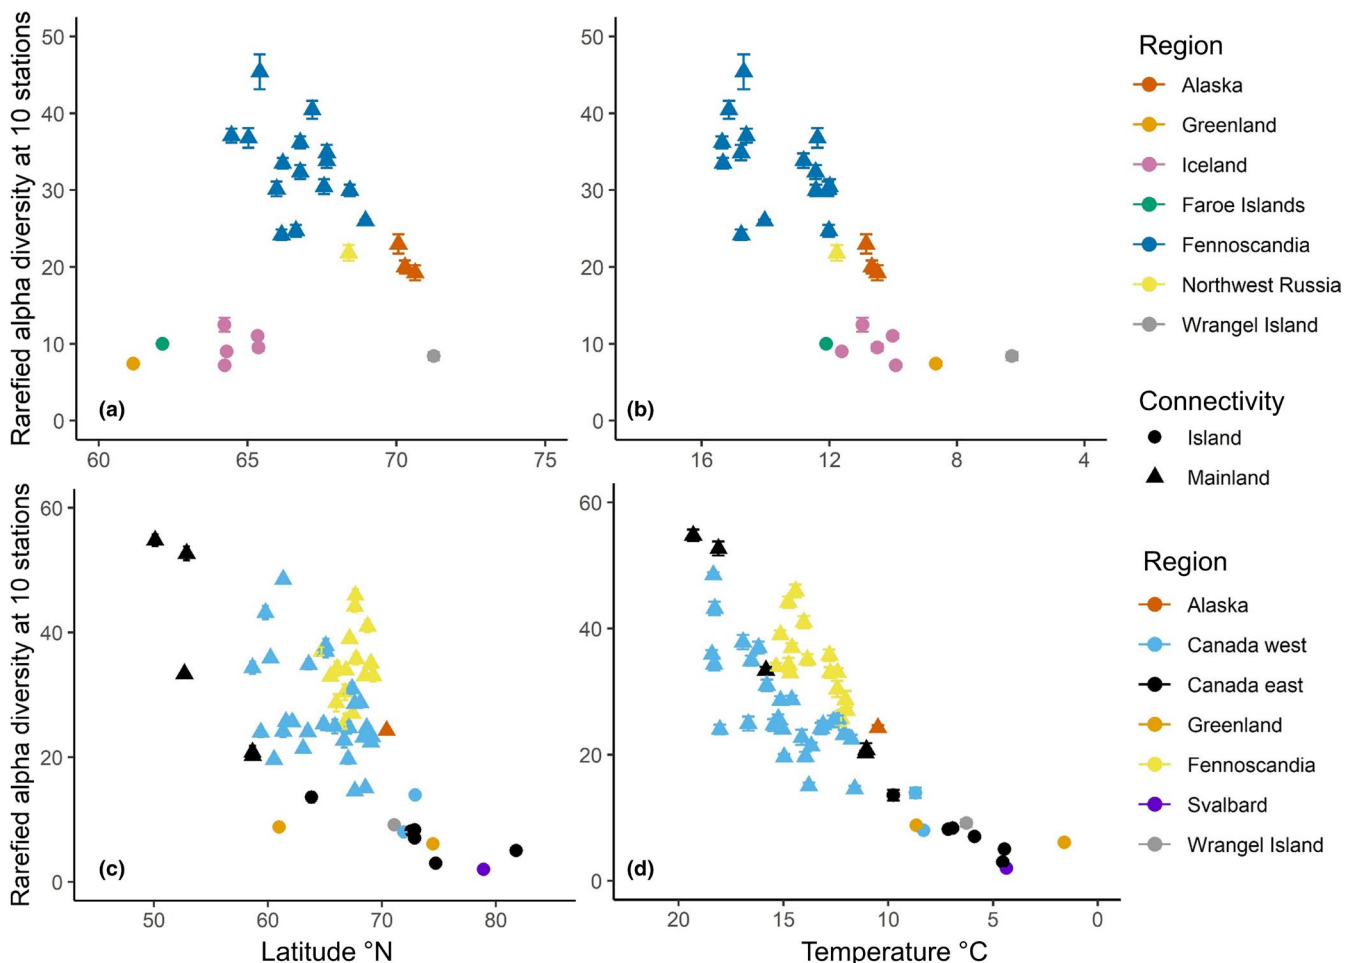 Rarefied alpha diversity at 10 stations
50
40
30
20
10
0
(a)
60
65
70
75
50
40
30
20
10
0
(b)
16
12
8
4
Region
Alaska
Greenland
Iceland
Faroe Islands
Fennoscandia
Northwest Russia
Wrangel Island
Connectivity
Island
Mainland
Rarefied alpha diversity at 10 stations
60
40
20
0
(c)
50
60
70
80
Latitude °N
60
40
20
0
(d)
20
15
10
5
0
Temperature °C
Region
Alaska
Canada west
Canada east
Greenland
Fennoscandia
Svalbard
Wrangel Island